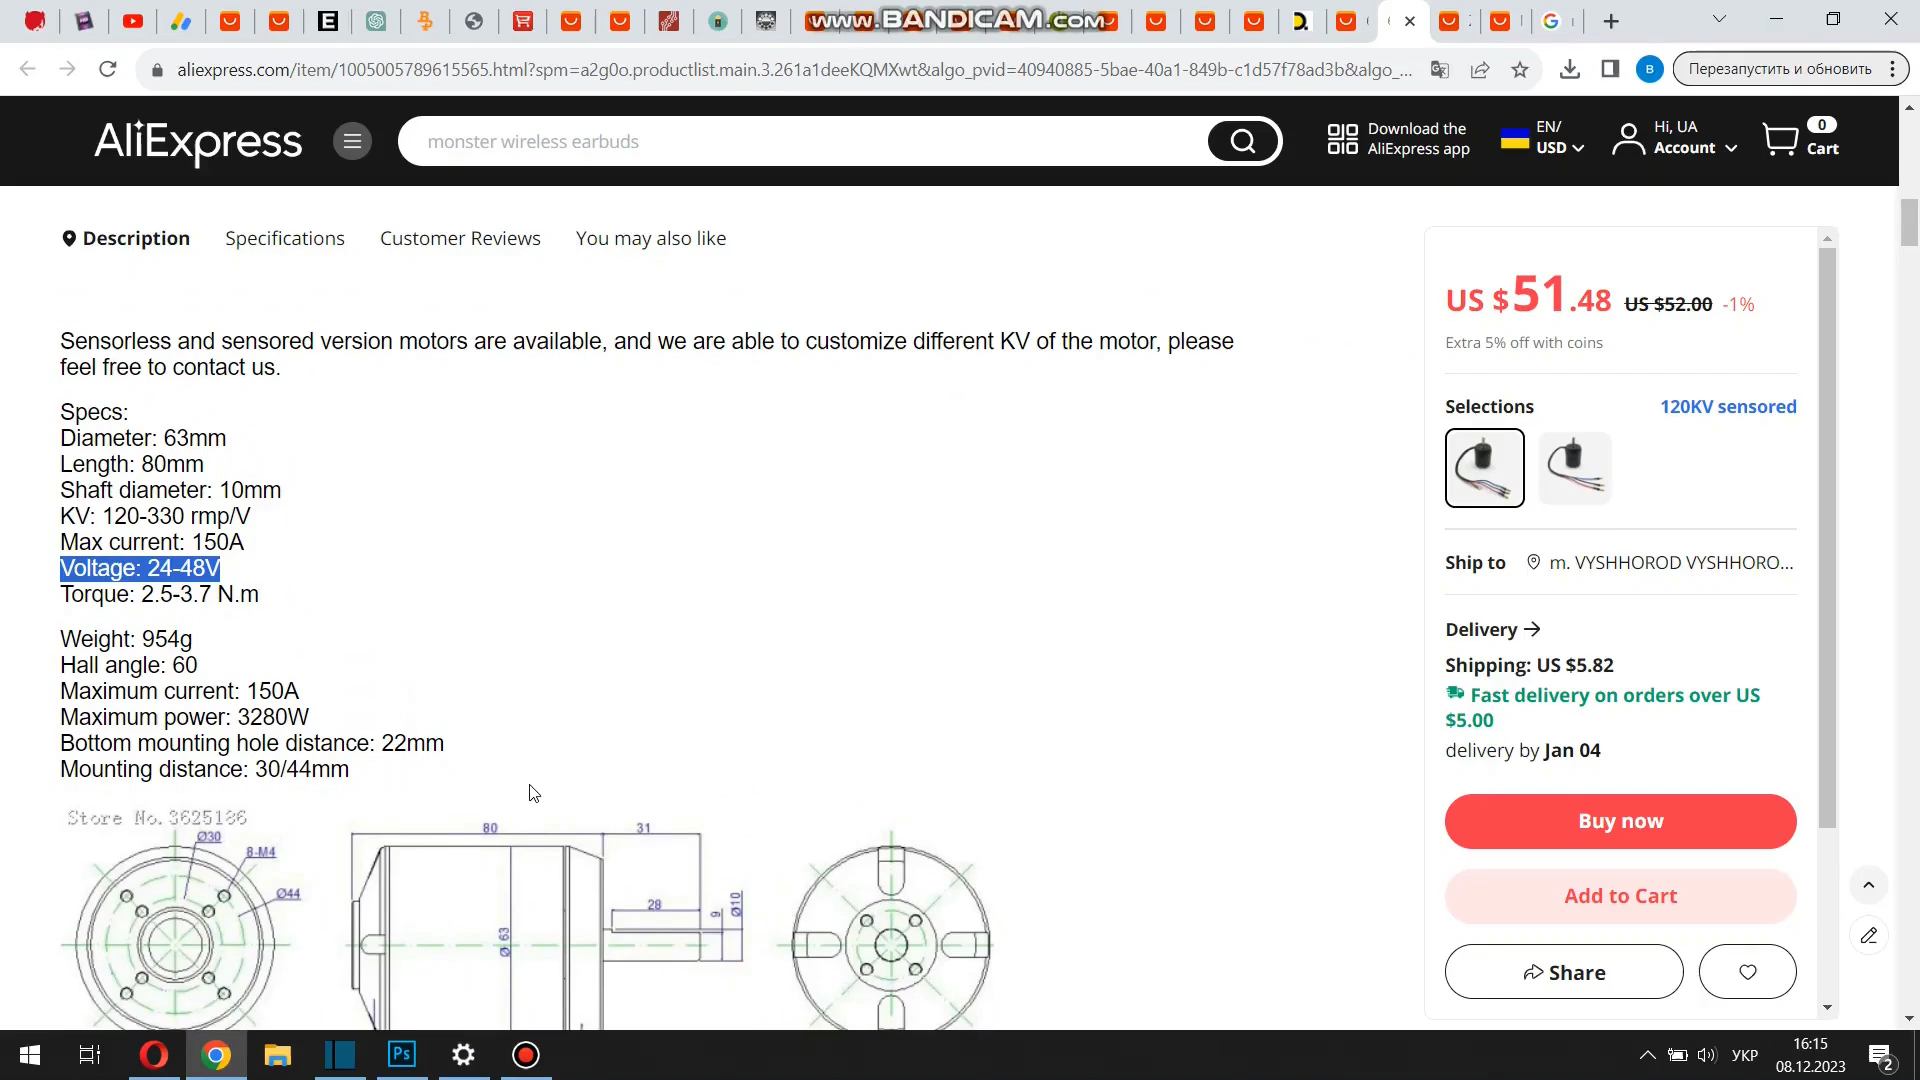 www.BANDICAM.com
aliexpress.com/item/1005005789615565.html?spm=a2g0o.productlist.main.3.261a1deeKQMXwt&algo_pvid=40940885-5bae-40a1-849b-c1d57f78ad3b&algo_...
B
Перезапустить и обновить
AliExpress
monster wireless earbuds
Download the
AliExpress app
EN/
USD
Hi, UA
Account
0
Cart
Description
Specifications
Customer Reviews
You may also like
Sensorless and sensored version motors are available, and we are able to customize different KV of the motor, please
feel free to contact us.
Specs:
Diameter: 63mm
Length: 80mm
Shaft diameter: 10mm
KV: 120-330 rmp/V
Max current: 150A
Voltage: 24-48V
Torque: 2.5-3.7 N.m
Weight: 954g
Hall angle: 60
Maximum current: 150A
Maximum power: 3280W
Bottom mounting hole distance: 22mm
Mounting distance: 30/44mm
Store No.3625186
Ø30
8-M4
Ø44
80
31
28
9
Ø10
Ø 63
US $51.48 US $52.00 -1%
Extra 5% off with coins
Selections
120KV sensored
Ship to
m. VYSHHOROD VYSHHORO...
Delivery
Shipping: US $5.82
Fast delivery on orders over US
$5.00
delivery by Jan 04
Buy now
Add to Cart
Share
Ps
УКР
16:15
08.12.2023
2